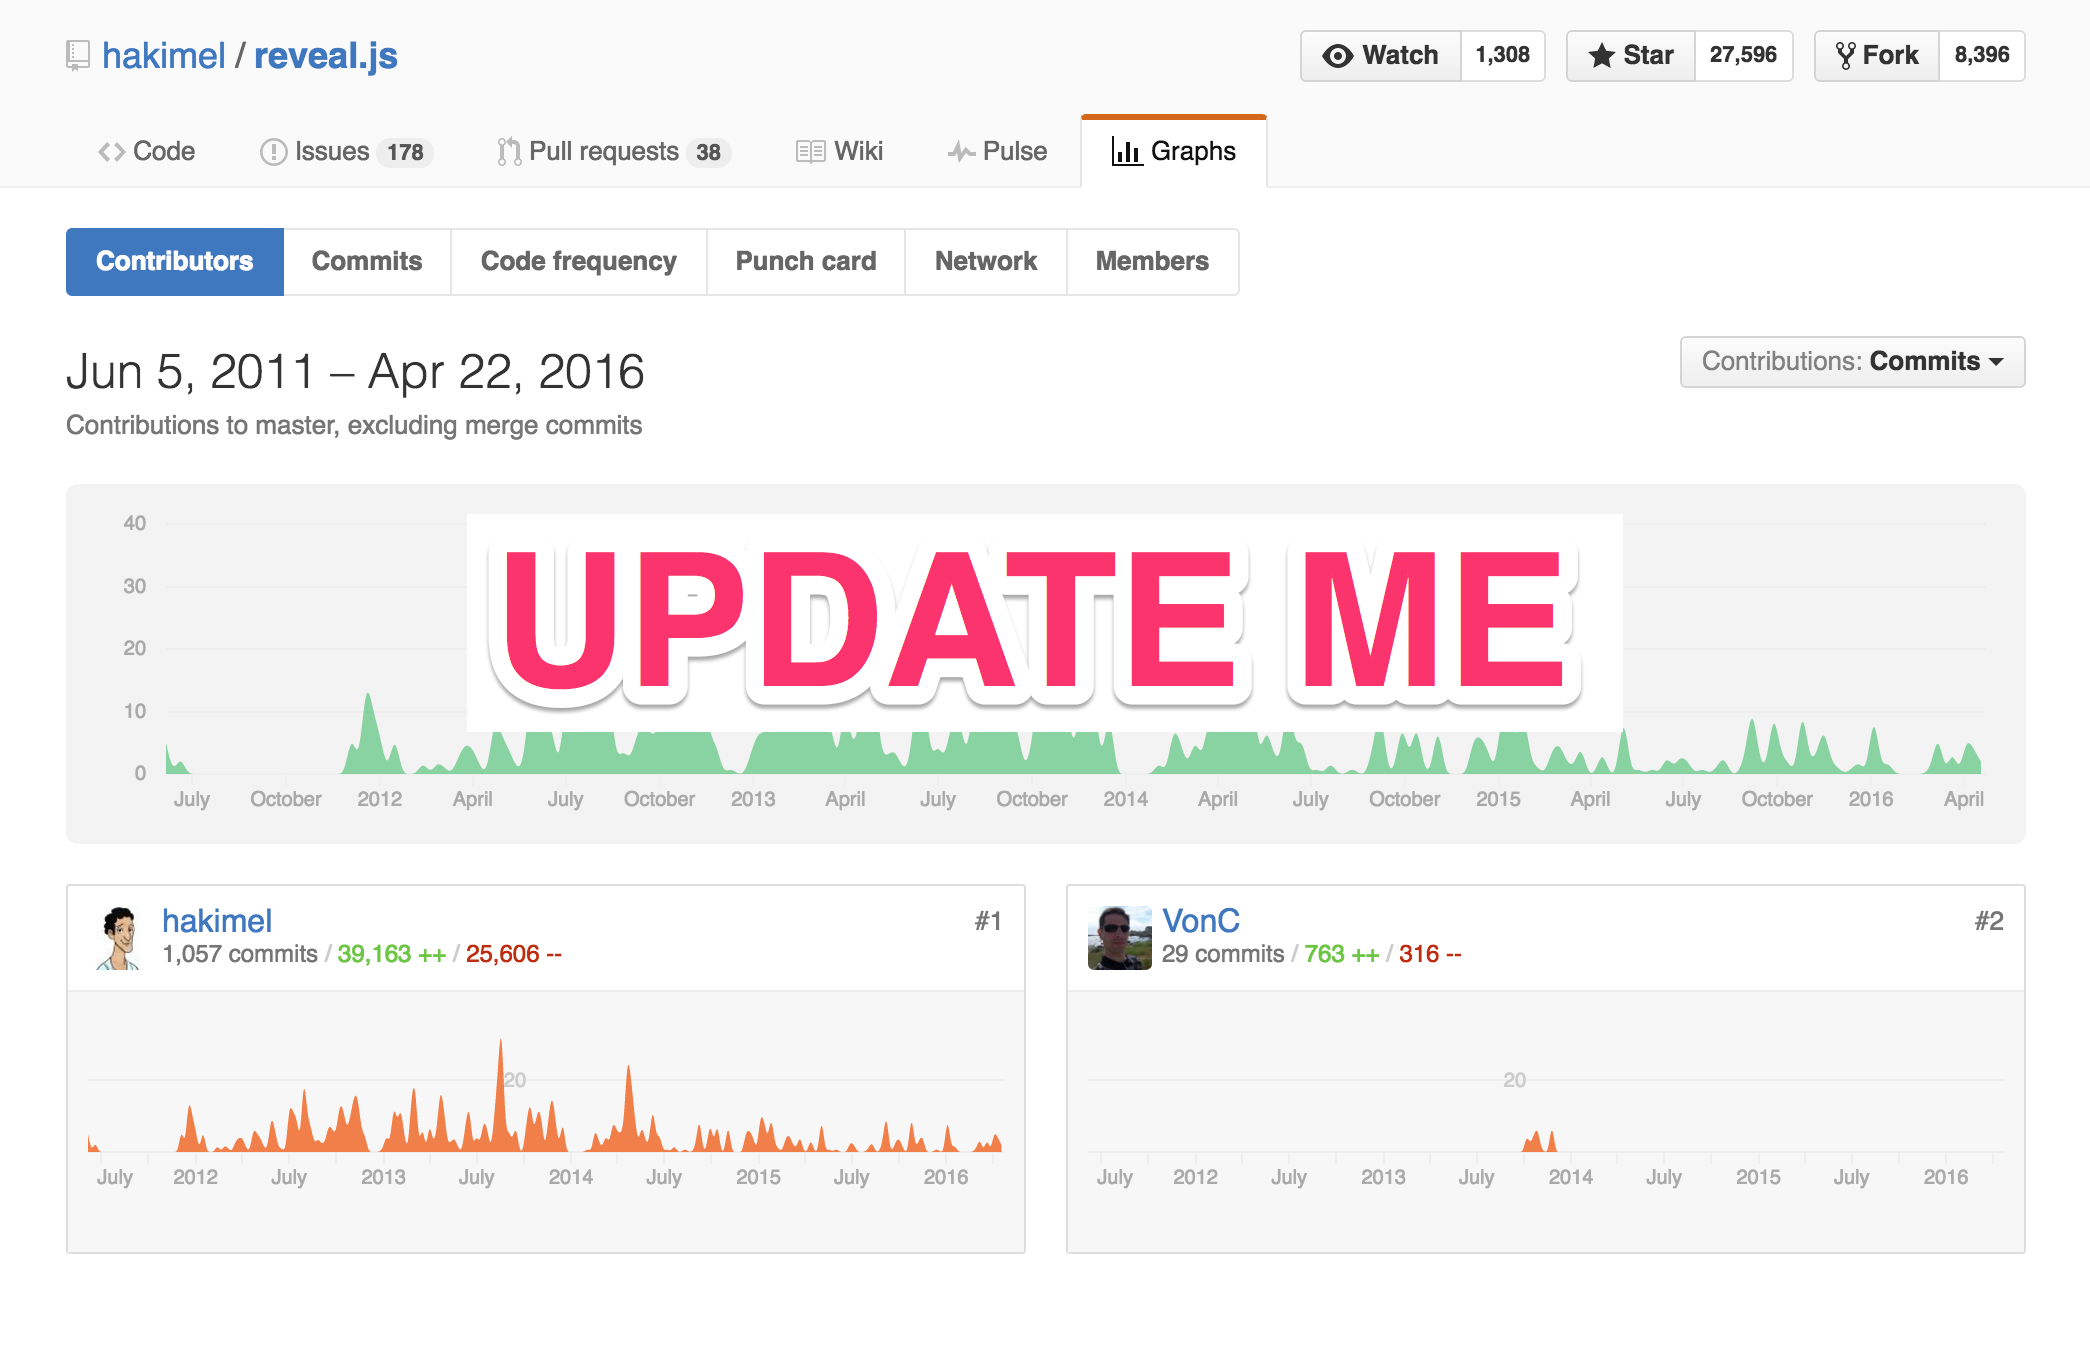 hakimel / reveal.js
Watch 1,308 Star 27,596 Fork 8,396
Code Issues 178 Pull requests 38 Wiki Pulse Graphs
Contributors Commits Code frequency Punch card Network Members
Jun 5, 2011 – Apr 22, 2016
Contributions: Commits
Contributions to master, excluding merge commits
40
30
20
10
0
UPDATE ME
July October 2012 April July October 2013 April July October 2014 April July October 2015 April July October 2016 April
hakimel #1
1,057 commits / 39,163 ++ / 25,606 --
20
July 2012 July 2013 July 2014 July 2015 July 2016
VonC #2
29 commits / 763 ++ / 316 --
20
July 2012 July 2013 July 2014 July 2015 July 2016